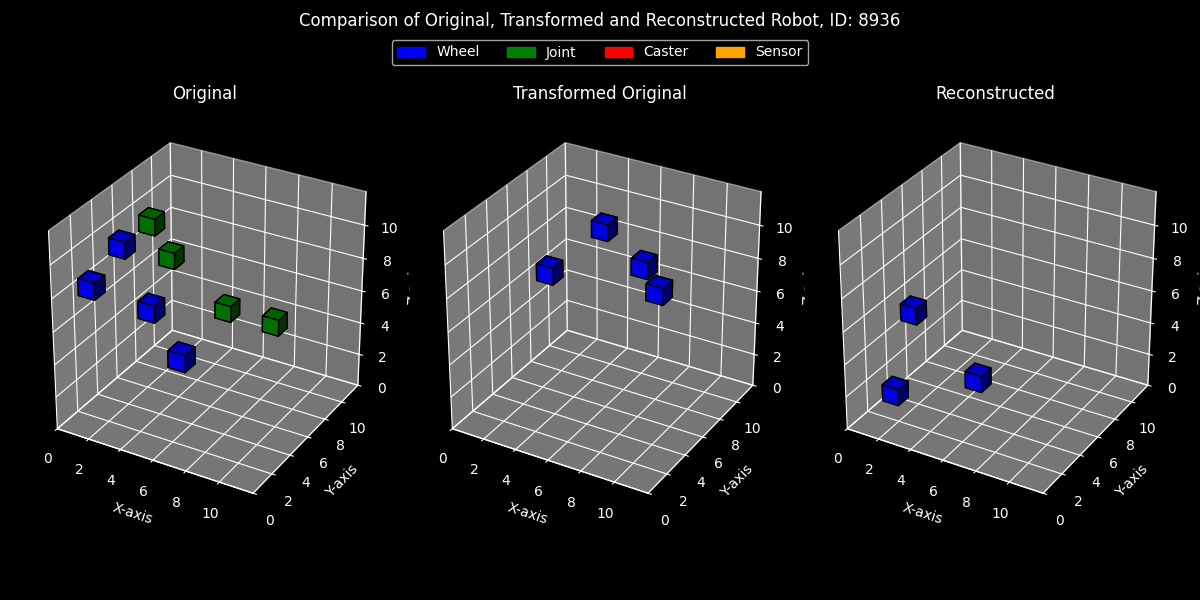 Comparison of Original, Transformed and Reconstructed Robot, ID: 8936
Wheel Joint Caster Sensor
Original Transformed Original Reconstructed
10 10 10
8 8 8
6 6 6
4 4 4
2 2 2
0 0 0
0 2 4 6 8 10 0 2 4 6 8 10 0 2 4 6 8 10
0 2 4 6 8 10 0 2 4 6 8 10 0 2 4 6 8 10
X-axis Y-axis X-axis Y-axis X-axis Y-axis